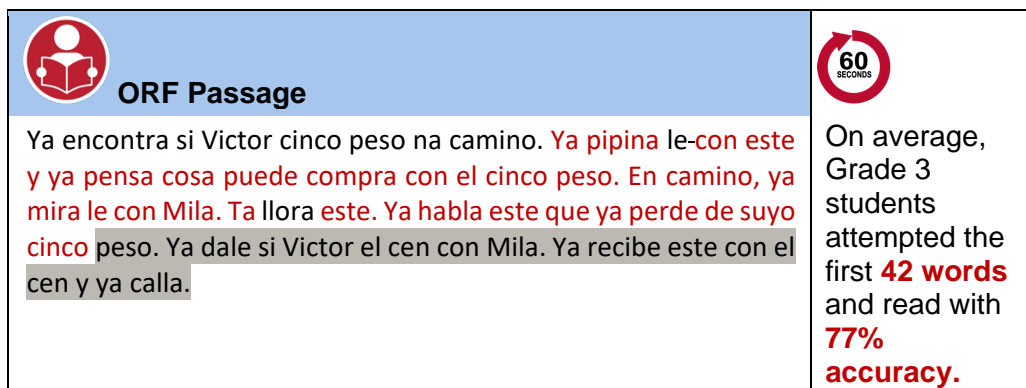 ORF Passage
Ya encontra si Victor cinco peso na camino. Ya pipina le-con este
y ya pensa cosa puede compra con el cinco peso. En camino, ya
mira le con Mila. Ta llora este. Ya habla este que ya perde de suyo
cinco peso. Ya dale si Victor el cen con Mila. Ya recibe este con el
cen y ya calla.
60
SECONDS
On average,
Grade 3
students
attempted the
first 42 words
and read with
77%
accuracy.